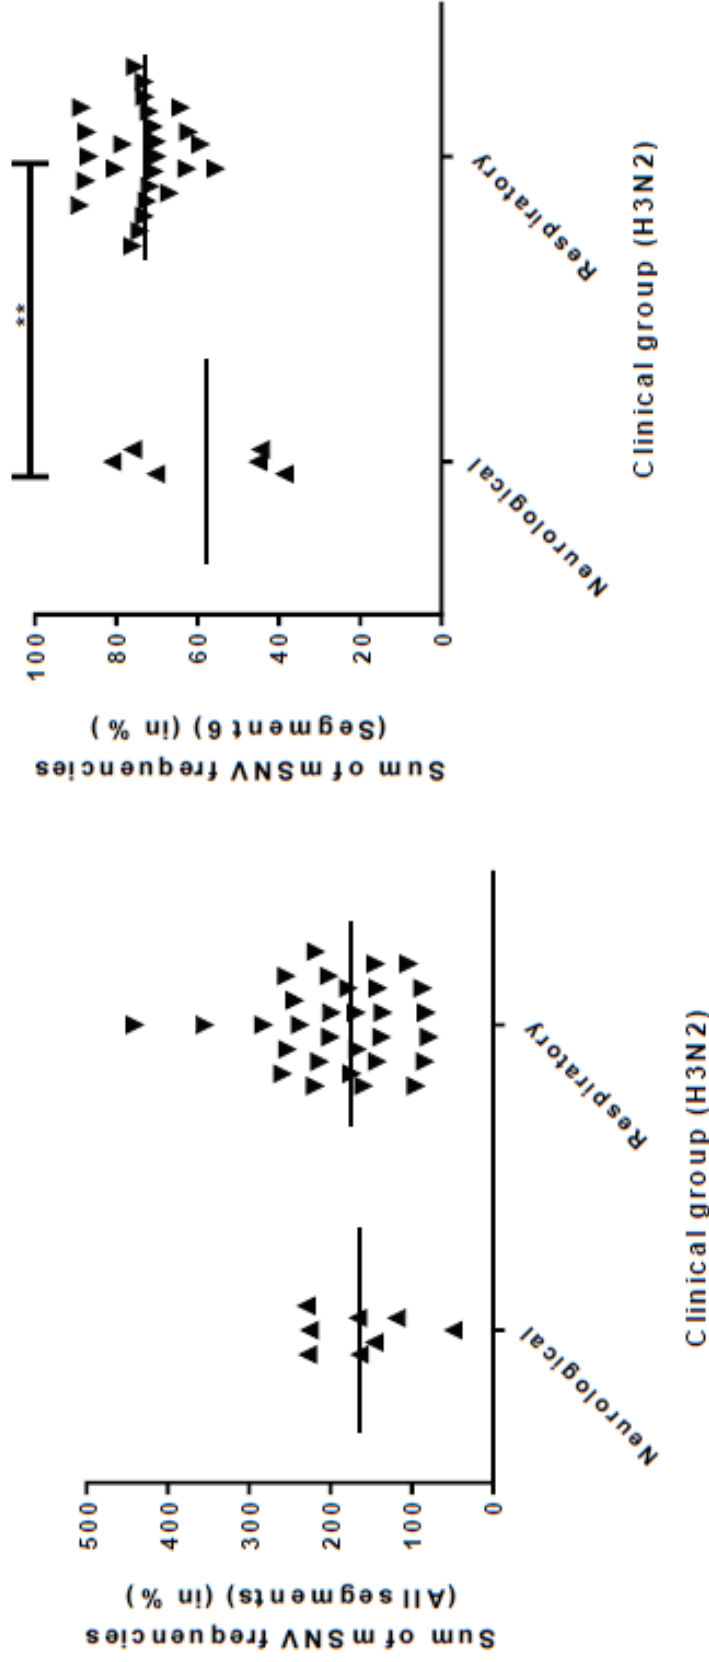 Sum of mSNV frequencies
(All segments) (in %)
500
400
300
200
100
0
Neurological
Respiratory
Clinical group (H3N2)
Sum of mSNV frequencies
(Segment 6) (in %)
100
80
60
40
20
0
**
Neurological
Respiratory
Clinical group (H3N2)